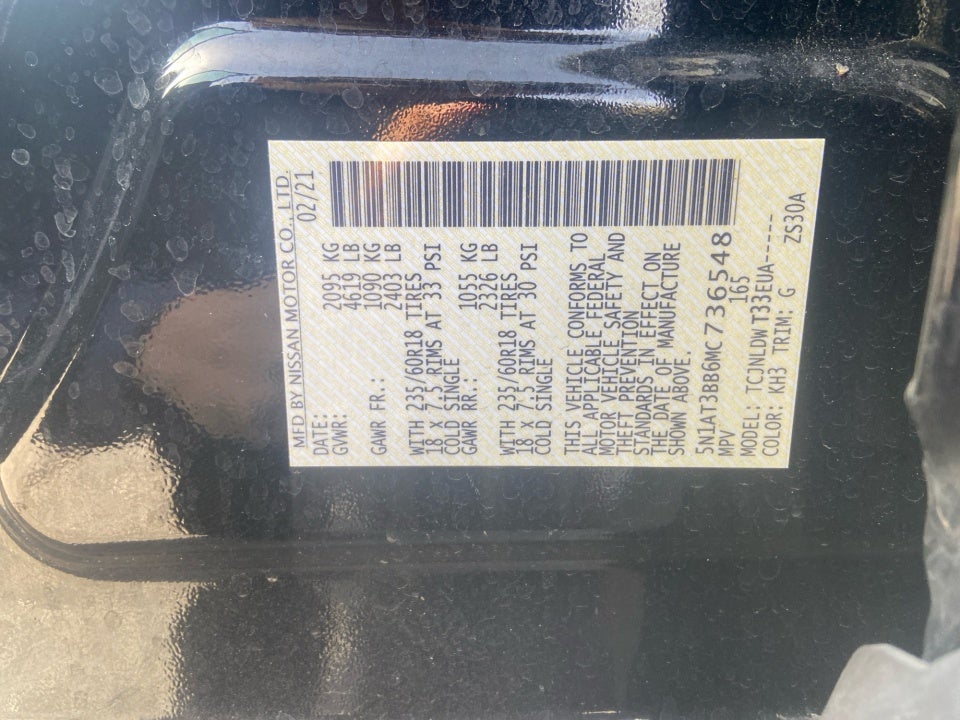 MFD BY NISSAN MOTOR CO., LTD.
DATE: 02/21
GVWR: 2095 KG
4619 LB
GAWR FR.: 1090 KG
2403 LB
WITH 235/60R18 TIRES
18 X 7.5 RIMS AT 33 PSI
COLD SINGLE
GAWR RR.: 1055 KG
2326 LB
WITH 235/60R18 TIRES
18 X 7.5 RIMS AT 30 PSI
COLD SINGLE
THIS VEHICLE CONFORMS TO
ALL APPLICABLE FEDERAL
MOTOR VEHICLE SAFETY AND
THEFT PREVENTION
STANDARDS IN EFFECT ON
THE DATE OF MANUFACTURE
SHOWN ABOVE.
5N1AT3BB6MC736548
MPV 165
MODEL: TCJNLDWT33EUA-----
COLOR: KH3 TRIM: G ZS30A